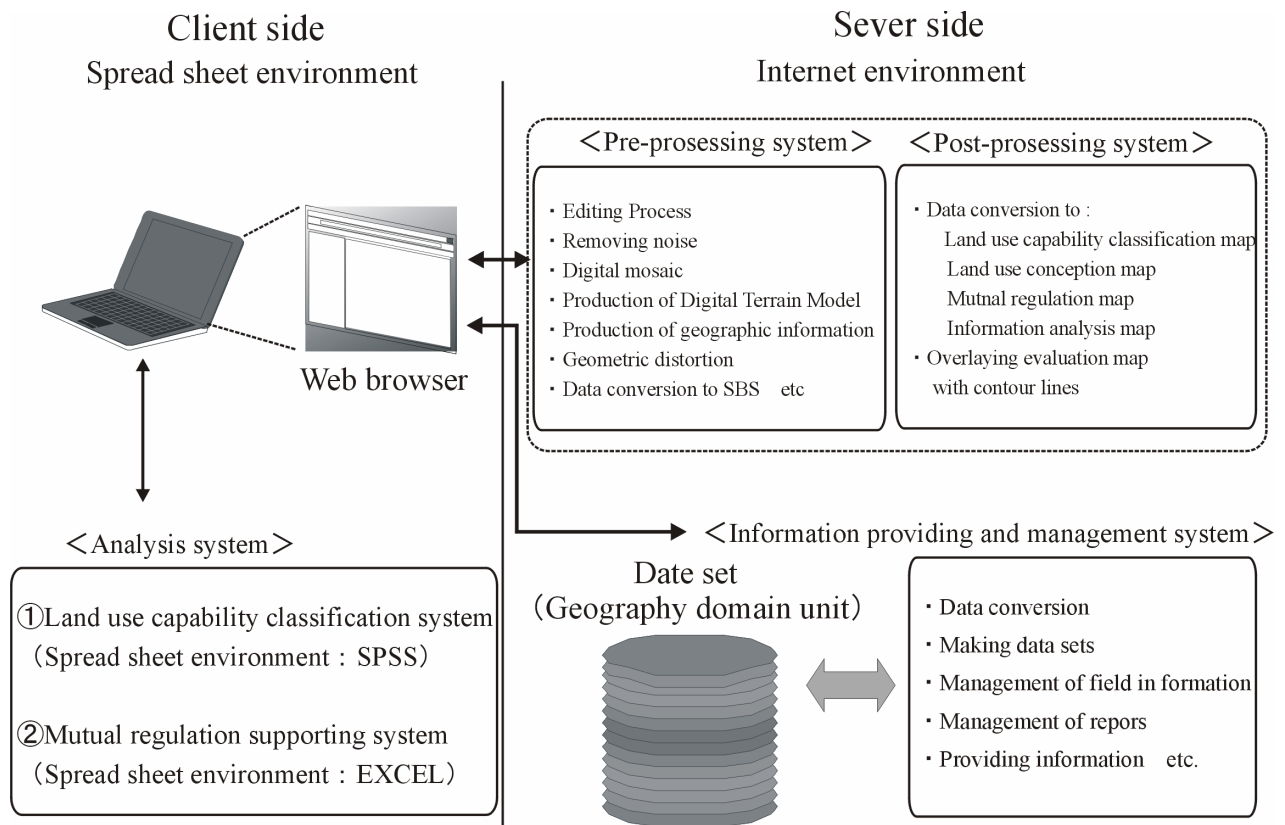 Client side
Spread sheet environment
Web browser
＜Analysis system＞
①Land use capability classification system
（Spread sheet environment：SPSS）
②Mutual regulation supporting system
（Spread sheet environment：EXCEL）
Sever side
Internet environment
＜Pre-prosessing system＞
・Editing Process
・Removing noise
・Digital mosaic
・Production of Digital Terrain Model
・Production of geographic information
・Geometric distortion
・Data conversion to SBS　etc
＜Post-prosessing system＞
・Data conversion to :
Land use capability classification map
Land use conception map
Mutnal regulation map
Information analysis map
・Overlaying evaluation map
with contour lines
＜Information providing and management system＞
Date set
（Geography domain unit）
・Data conversion
・Making data sets
・Management of field in formation
・Management of repors
・Providing information　etc.